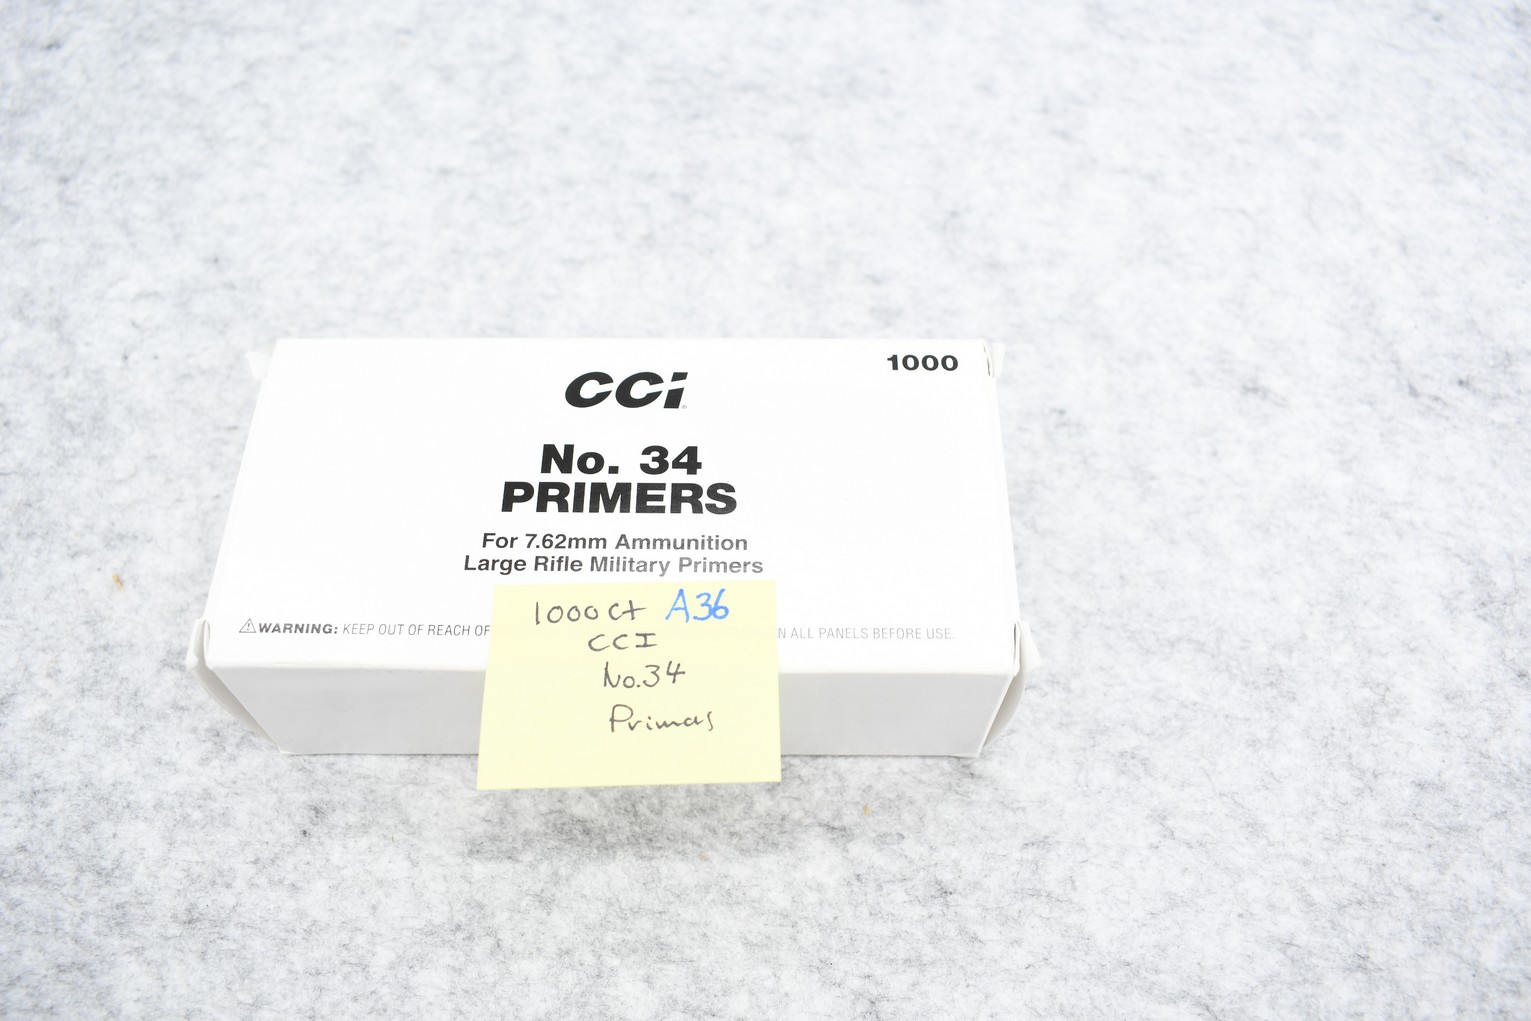 1000
CCi
No. 34
PRIMERS
For 7.62mm Ammunition
Large Rifle Military Primers
⚠WARNING: KEEP OUT OF REACH OF
N ALL PANELS BEFORE USE.
1000 ct A36
CCI
No.34
Primers